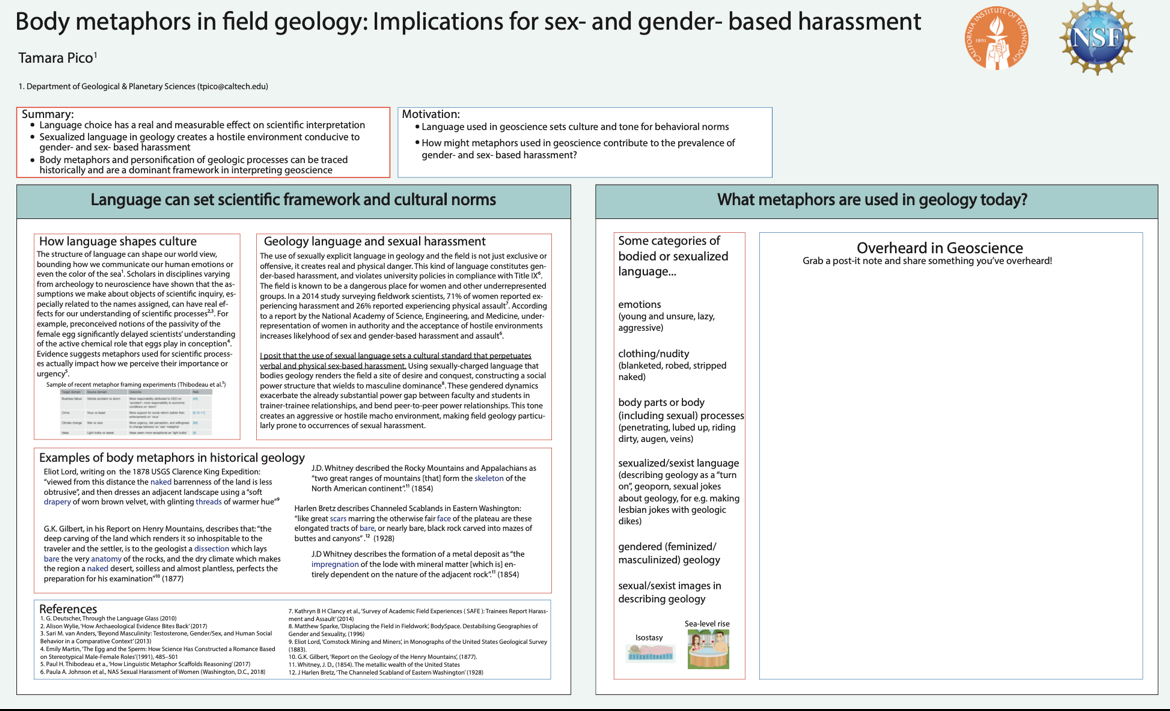 Body metaphors in field geology: Implications for sex- and gender- based harassment
Tamara Pico¹
1. Department of Geological & Planetary Sciences (tpico@caltech.edu)
CALIFORNIA INSTITUTE OF TECHNOLOGY
1891
NSF
Summary:
• Language choice has a real and measurable effect on scientific interpretation
• Sexualized language in geology creates a hostile environment conducive to
gender- and sex- based harassment
• Body metaphors and personification of geologic processes can be traced
historically and are a dominant framework in interpreting geoscience
Motivation:
• Language used in geoscience sets culture and tone for behavioral norms
• How might metaphors used in geoscience contribute to the prevalence of
gender- and sex- based harassment?
Language can set scientific framework and cultural norms
How language shapes culture
The structure of language can shape our world view,
bounding how we communicate our human emotions or
even the color of the sea¹. Scholars in disciplines varying
from archeology to neuroscience have shown that the as-
sumptions we make about objects of scientific inquiry, es-
pecially related to the names assigned, can have real ef-
fects for our understanding of scientific processes²,³. For
example, preconceived notions of the passivity of the
female egg significantly delayed scientists' understanding
of the active chemical role that eggs play in conception⁴.
Evidence suggests metaphors used for scientific process-
es actually impact how we perceive their importance or
urgency⁵.
Sample of recent metaphor framing experiments (Thibodeau et al.⁵)
Geology language and sexual harassment
The use of sexually explicit language in geology and the field is not just exclusive or
offensive, it creates real and physical danger. This kind of language constitutes gen-
der-based harassment, and violates university policies in compliance with Title IX⁶.
The field is known to be a dangerous place for women and other underrepresented
groups. In a 2014 study surveying fieldwork scientists, 71% of women reported ex-
periencing harassment and 26% reported experiencing physical assault⁷. According
to a report by the National Academy of Science, Engineering, and Medicine, under-
representation of women in authority and the acceptance of hostile environments
increases likelyhood of sex and gender-based harassment and assault⁶.
I posit that the use of sexual language sets a cultural standard that perpetuates
verbal and physical sex-based harassment. Using sexually-charged language that
bodies geology renders the field a site of desire and conquest, constructing a social
power structure that wields to masculine dominance⁸. These gendered dynamics
exacerbate the already substantial power gap between faculty and students in
trainer-trainee relationships, and bend peer-to-peer power relationships. This tone
creates an aggressive or hostile macro environment, making field geology particu-
larly prone to occurrences of sexual harassment.
Examples of body metaphors in historical geology
Eliot Lord, writing on the 1878 USGS Clarence King Expedition:
“viewed from this distance the naked barrenness of the land is less
obtrusive”, and then dresses an adjacent landscape using a “soft
drapery of worn brown velvet, with glinting threads of warmer hue”⁹
G.K. Gilbert, in his Report on Henry Mountains, describes that: “the
deep carving of the land which renders it so inhospitable to the
traveler and the settler, is to the geologist a dissection which lays
bare the very anatomy of the rocks, and the dry climate which makes
the region a naked desert, soilless and almost plantless, perfects the
preparation for his examination”¹⁰ (1877)
J.D. Whitney described the Rocky Mountains and Appalachians as
“two great ranges of mountains [that] form the skeleton of the
North American continent”.¹¹ (1854)
Harlen Bretz describes Channeled Scablands in Eastern Washington:
“like great scars marring the otherwise fair face of the plateau are these
elongated tracts of bare, or nearly bare, black rock carved into mazes of
buttes and canyons” .¹² (1928)
J.D Whitney describes the formation of a metal deposit as “the
impregnation of the lode with mineral matter [which is] en-
tirely dependent on the nature of the adjacent rock”.¹¹ (1854)
References
1. G. Deutscher, Through the Language Glass (2010)
2. Alison Wylie, ‘How Archaeological Evidence Bites Back’ (2017)
3. Sari M. van Anders, ‘Beyond Masculinity: Testosterone, Gender/Sex, and Human Social
Behavior in a Comparative Context’ (2013)
4. Emily Martin, ‘The Egg and the Sperm: How Science Has Constructed a Romance Based
on Stereotypical Male-Female Roles’ (1991), 485–501
5. Paul H. Thibodeau et a., ‘How Linguistic Metaphor Scaffolds Reasoning’ (2017)
6. Paula A. Johnson et al., NAS Sexual Harassment of Women (Washington, D.C., 2018)
7. Kathryn B H Clancy et al., ‘Survey of Academic Field Experiences ( SAFE ): Trainees Report Harass-
ment and Assault’ (2014)
8. Matthew Sparke, ‘Displacing the Field in Fieldwork’, BodySpace. Destabilising Geographies of
Gender and Sexuality, (1996)
9. Eliot Lord, ‘Comstock Mining and Miners’, in Monographs of the United States Geological Survey
(1883).
10. G.K. Gilbert, ‘Report on the Geology of the Henry Mountains’, (1877).
11. Whitney, J. D., (1854). The metallic wealth of the United States
12. J Harlen Bretz, ‘The Channeled Scabland of Eastern Washington’ (1928)
What metaphors are used in geology today?
Some categories of
bodied or sexualized
language...
emotions
(young and unsure, lazy,
aggressive)
clothing/nudity
(blanketed, robed, stripped
naked)
body parts or body
(including sexual) processes
(penetrating, lubed up, riding
dirty, augen, veins)
sexualized/sexist language
(describing geology as a “turn
on”, geoporn, sexual jokes
about geology, for e.g. making
lesbian jokes with geologic
dikes)
gendered (feminized/
masculinized) geology
sexual/sexist images in
describing geology
Isostasy
Sea-level rise
Overheard in Geoscience
Grab a post-it note and share something you've overheard!